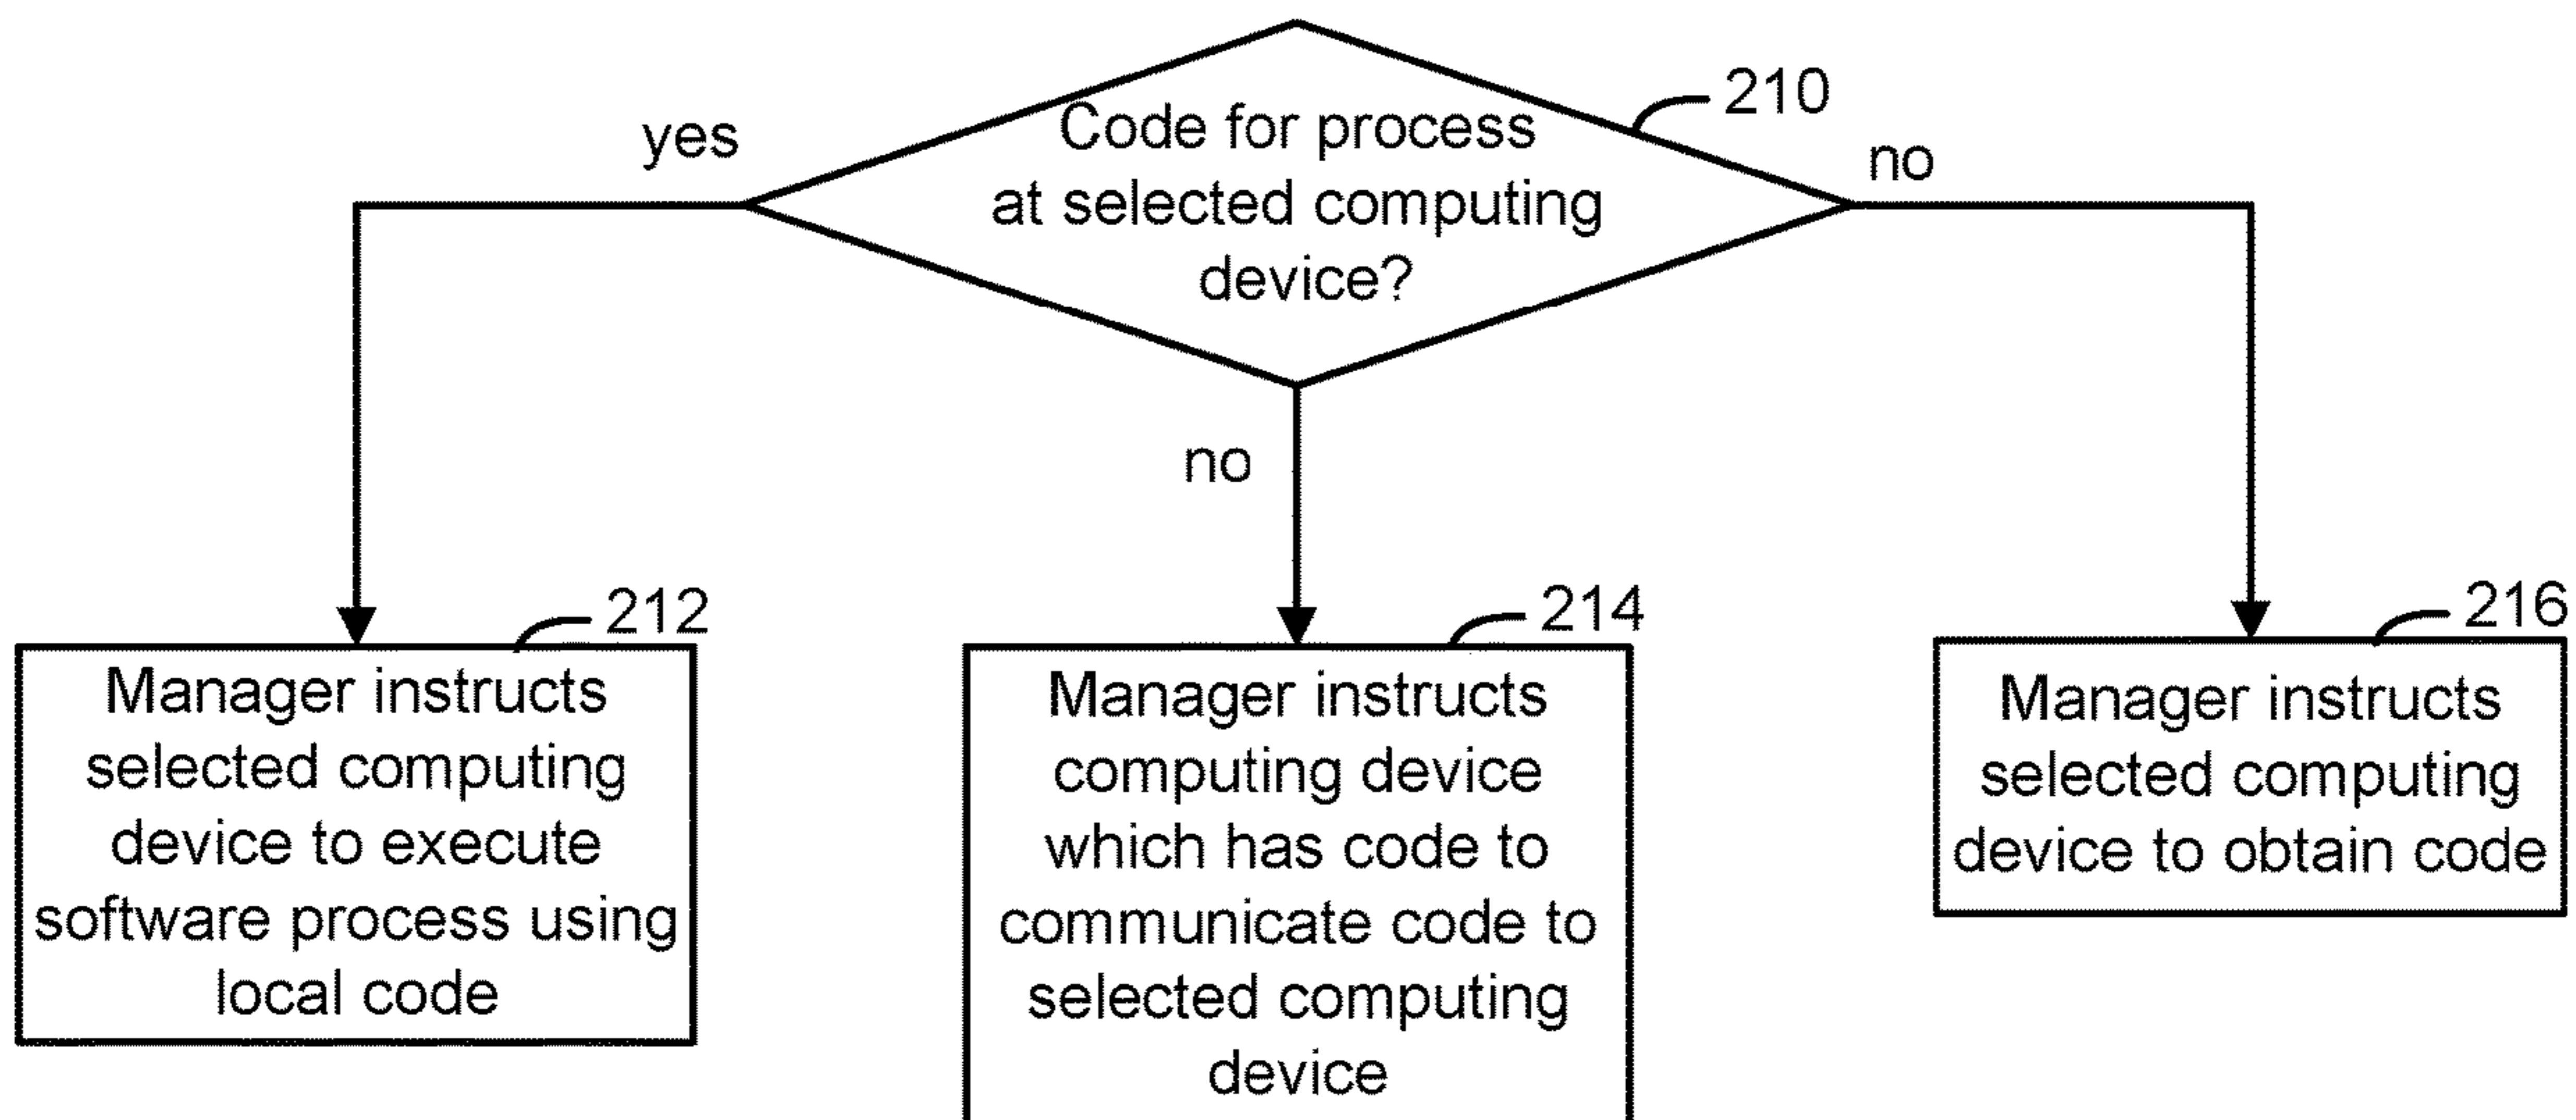 210
Code for process
at selected computing
device?
yes
no
no
212
Manager instructs
selected computing
device to execute
software process using
local code
214
Manager instructs
computing device
which has code to
communicate code to
selected computing
device
216
Manager instructs
selected computing
device to obtain code